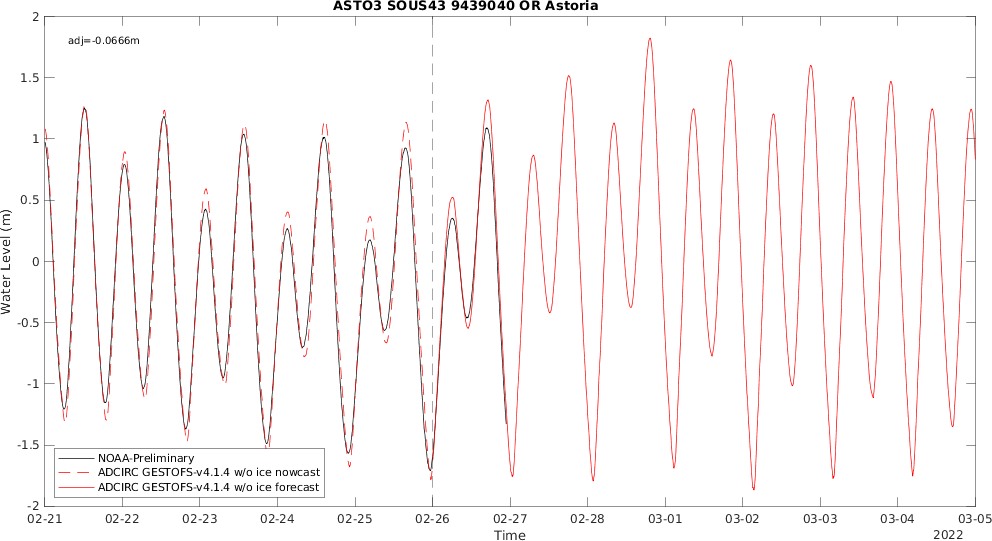 ASTO3 SOUS43 9439040 OR Astoria
adj=-0.0666m
2
1.5
1
0.5
0
-0.5
-1
-1.5
-2
Water Level (m)
NOAA-Preliminary
ADCIRC GESTOFS-v4.1.4 w/o ice nowcast
ADCIRC GESTOFS-v4.1.4 w/o ice forecast
02-21 02-22 02-23 02-24 02-25 02-26 02-27 02-28 03-01 03-02 03-03 03-04 03-05
Time
2022